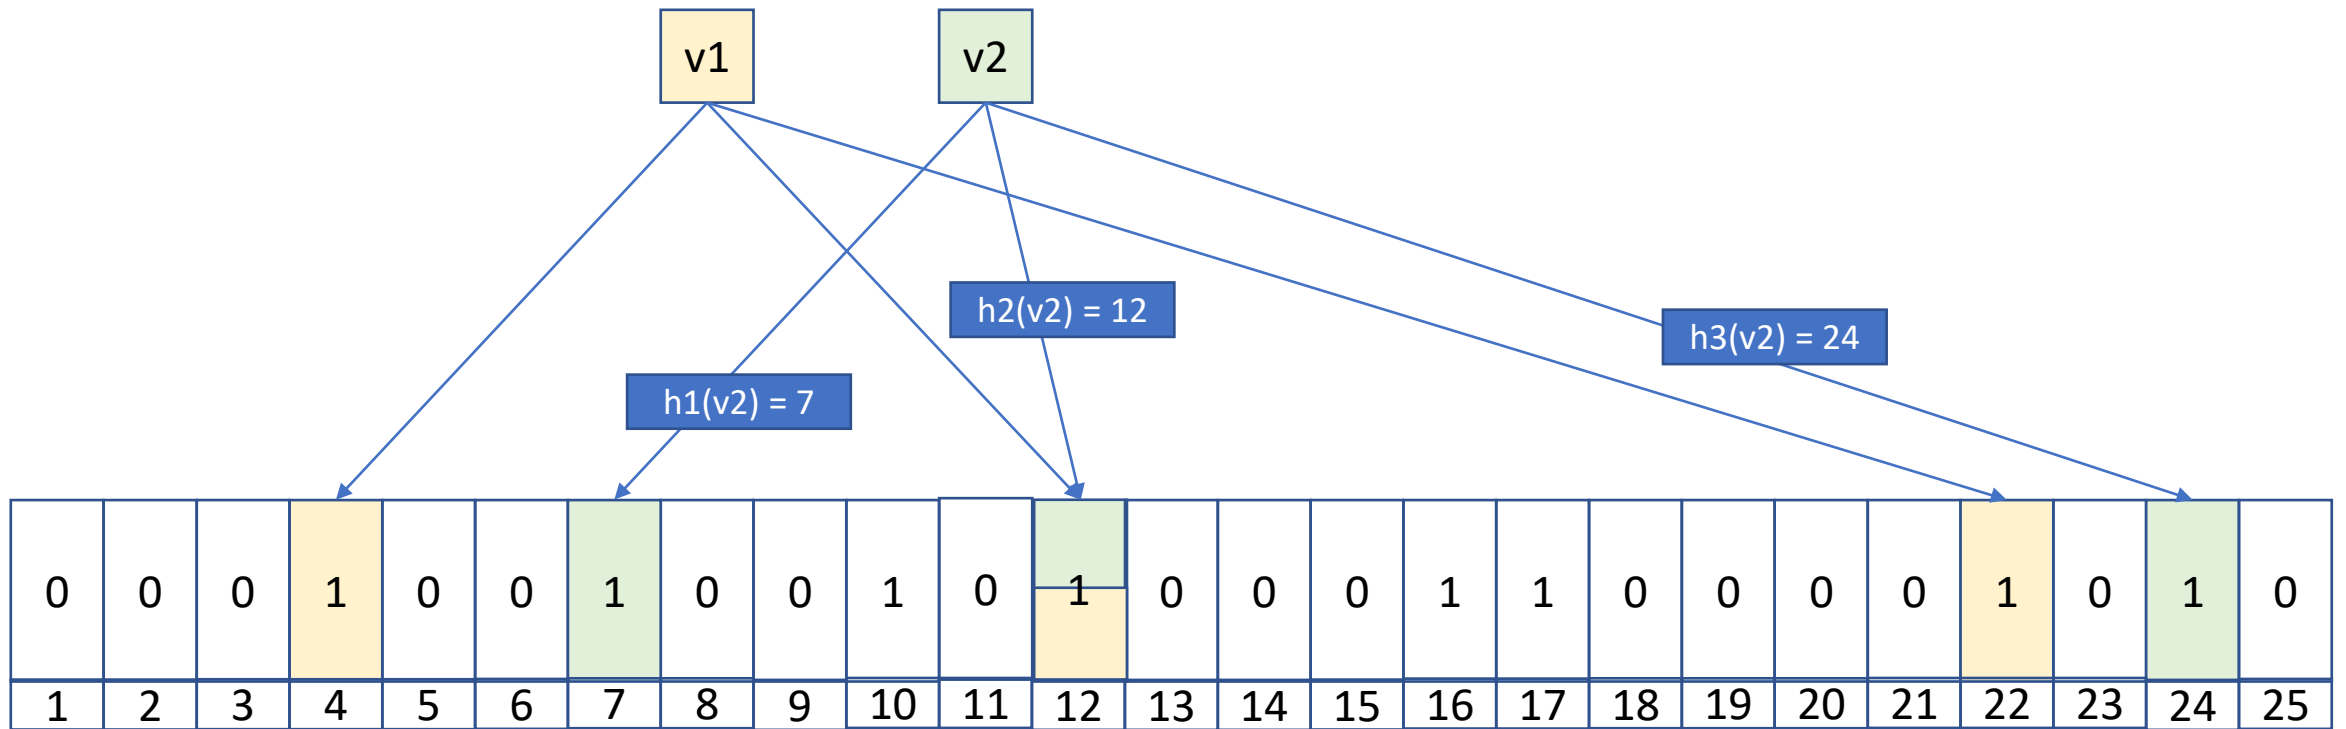 v1 v2
h2(v2) = 12
h3(v2) = 24
h1(v2) = 7
0 0 0 1 0 0 1 0 0 1 0 1 0 0 0 1 1 0 0 0 0 1 0 1 0
1 2 3 4 5 6 7 8 9 10 11 12 13 14 15 16 17 18 19 20 21 22 23 24 25